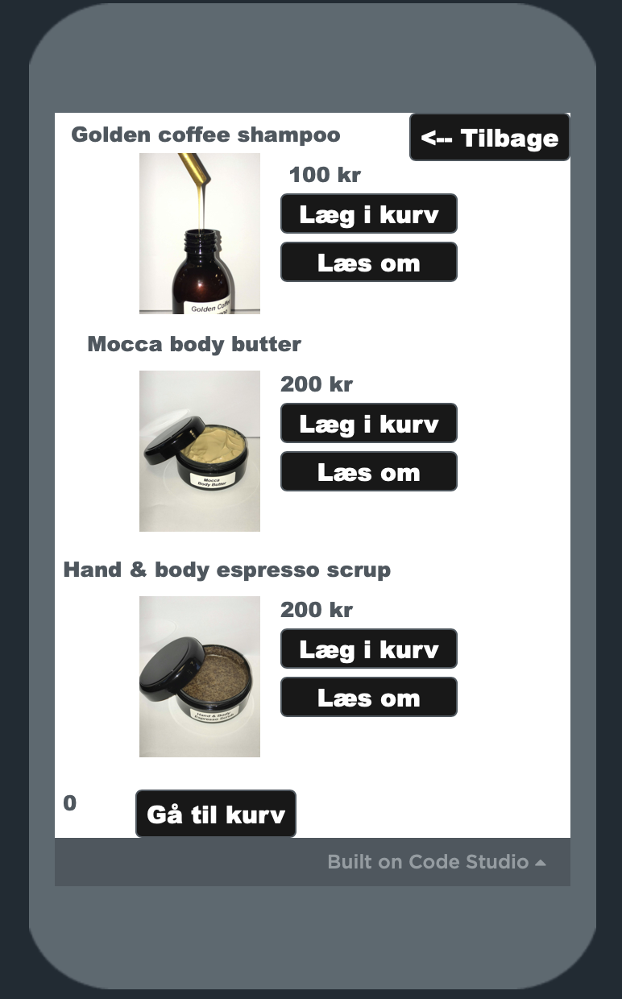 Golden coffee shampoo
<-- Tilbage
100 kr
Læg i kurv
Læs om
Golden Coffe
Mocca body butter
200 kr
Læg i kurv
Læs om
Mocca
Body Butter
Hand & body espresso scrup
200 kr
Læg i kurv
Læs om
Hand & Body
Espresso Scrub
0
Gå til kurv
Built on Code Studio